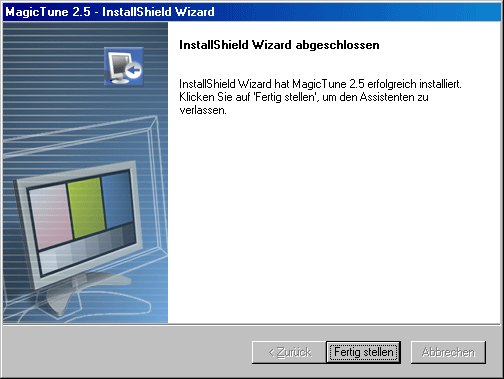 MagicTune 2.5 - InstallShield Wizard
InstallShield Wizard abgeschlossen
InstallShield Wizard hat MagicTune 2.5 erfolgreich installiert.
Klicken Sie auf 'Fertig stellen', um den Assistenten zu
verlassen.
< Zurück
Fertig stellen
Abbrechen